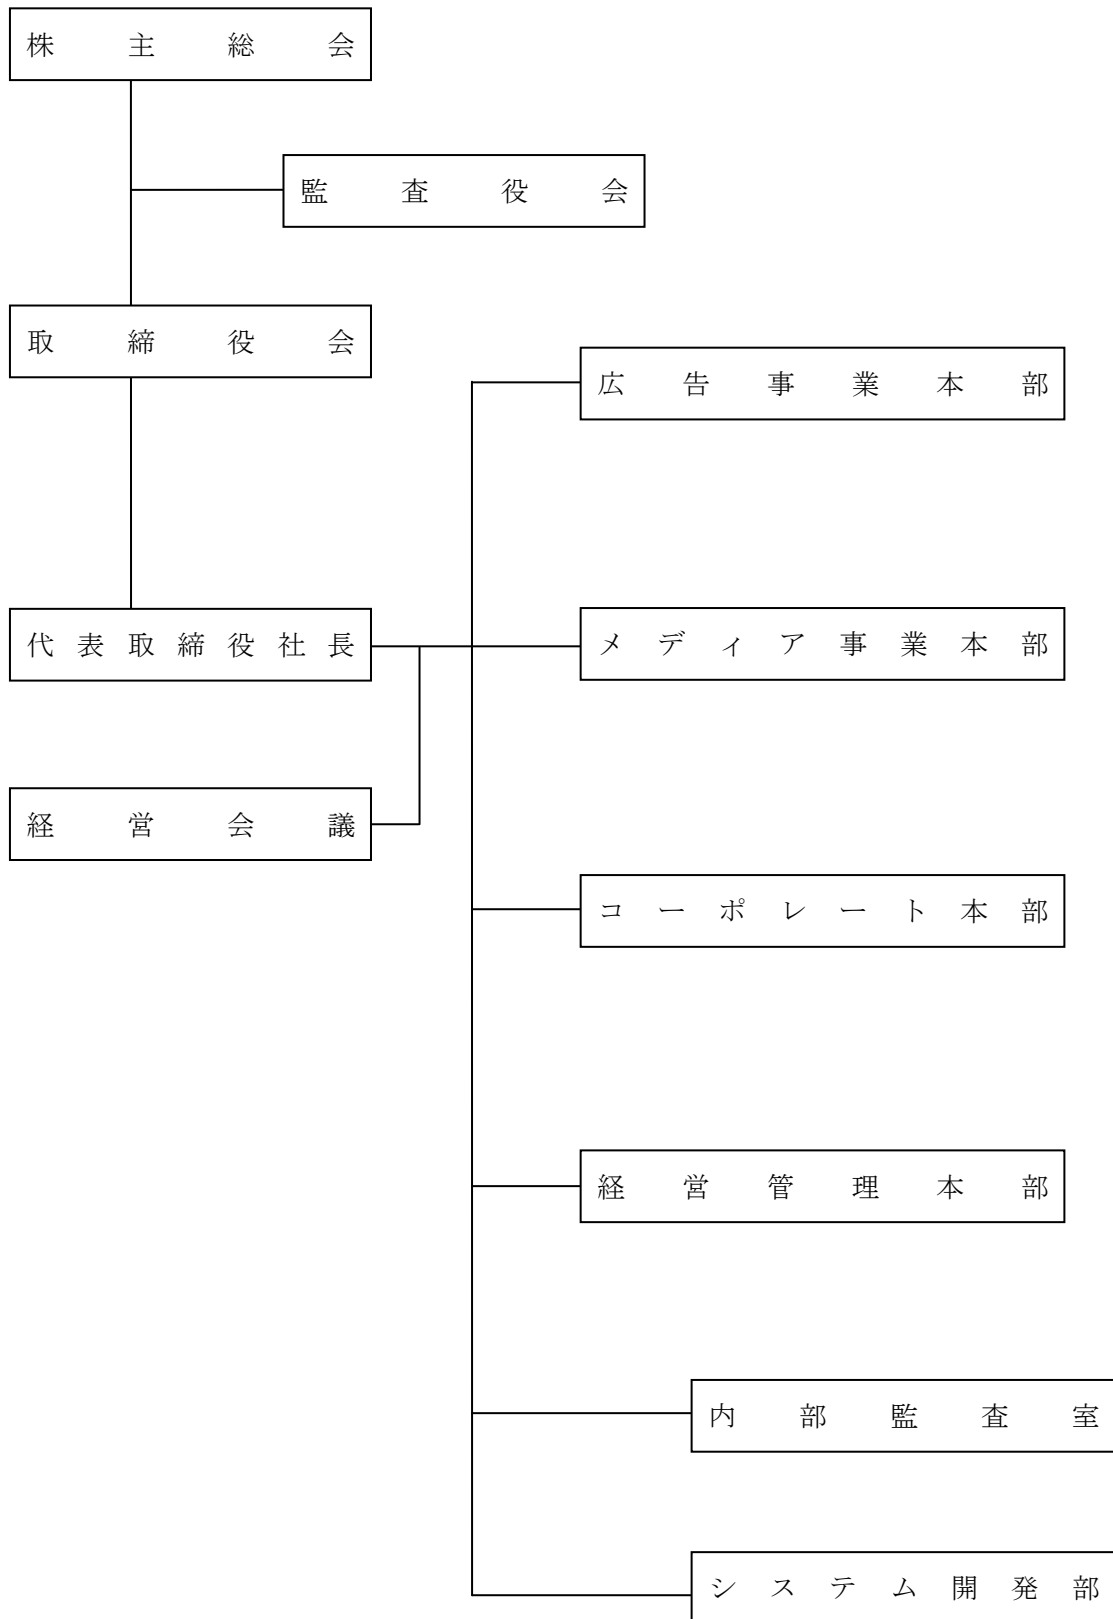 株主総会
監査役会
取締役会
広告事業本部
代表取締役社長
メディア事業本部
経営会議
コーポレート本部
経営管理本部
内部監査室
システム開発部